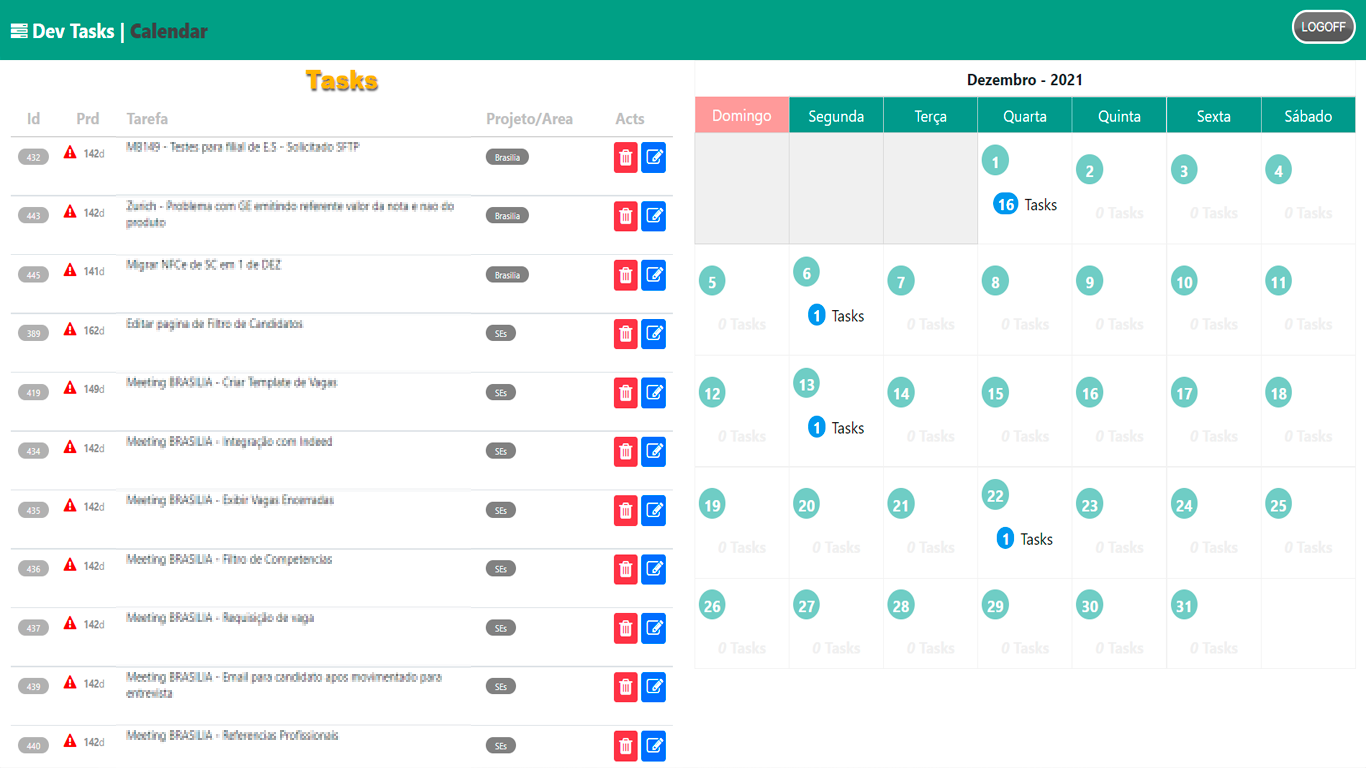 Dev Tasks | Calendar
LOGOFF
Tasks
Id Prd Tarefa Projeto/Area Acts
432 142d M8149 - Testes para filial de E.S - Solicitado SFTP Brasilia
443 142d Zurich - Problema com GE emitindo referente valor da nota e nao do
produto Brasilia
445 141d Migrar NFCe de SC em 1 de DEZ Brasilia
389 162d Editar pagina de Filtro de Candidatos SEs
419 149d Meeting BRASILIA - Criar Template de Vagas SEs
434 142d Meeting BRASILIA - Integração com Indeed SEs
435 142d Meeting BRASILIA - Exibir Vagas Encerradas SEs
436 142d Meeting BRASILIA - Filtro de Competencias SEs
437 142d Meeting BRASILIA - Requisição de vaga SEs
439 142d Meeting BRASILIA - Email para candidato apos movimentado para
entrevista SEs
440 142d Meeting BRASILIA - Referencias Profissionais SEs
Dezembro - 2021
Domingo Segunda Terça Quarta Quinta Sexta Sábado
1 2 3 4
16 Tasks 0 Tasks 0 Tasks 0 Tasks
5 6 7 8 9 10 11
0 Tasks 1 Tasks 0 Tasks 0 Tasks 0 Tasks 0 Tasks 0 Tasks
12 13 14 15 16 17 18
0 Tasks 1 Tasks 0 Tasks 0 Tasks 0 Tasks 0 Tasks 0 Tasks
19 20 21 22 23 24 25
0 Tasks 0 Tasks 0 Tasks 1 Tasks 0 Tasks 0 Tasks 0 Tasks
26 27 28 29 30 31
0 Tasks 0 Tasks 0 Tasks 0 Tasks 0 Tasks 0 Tasks